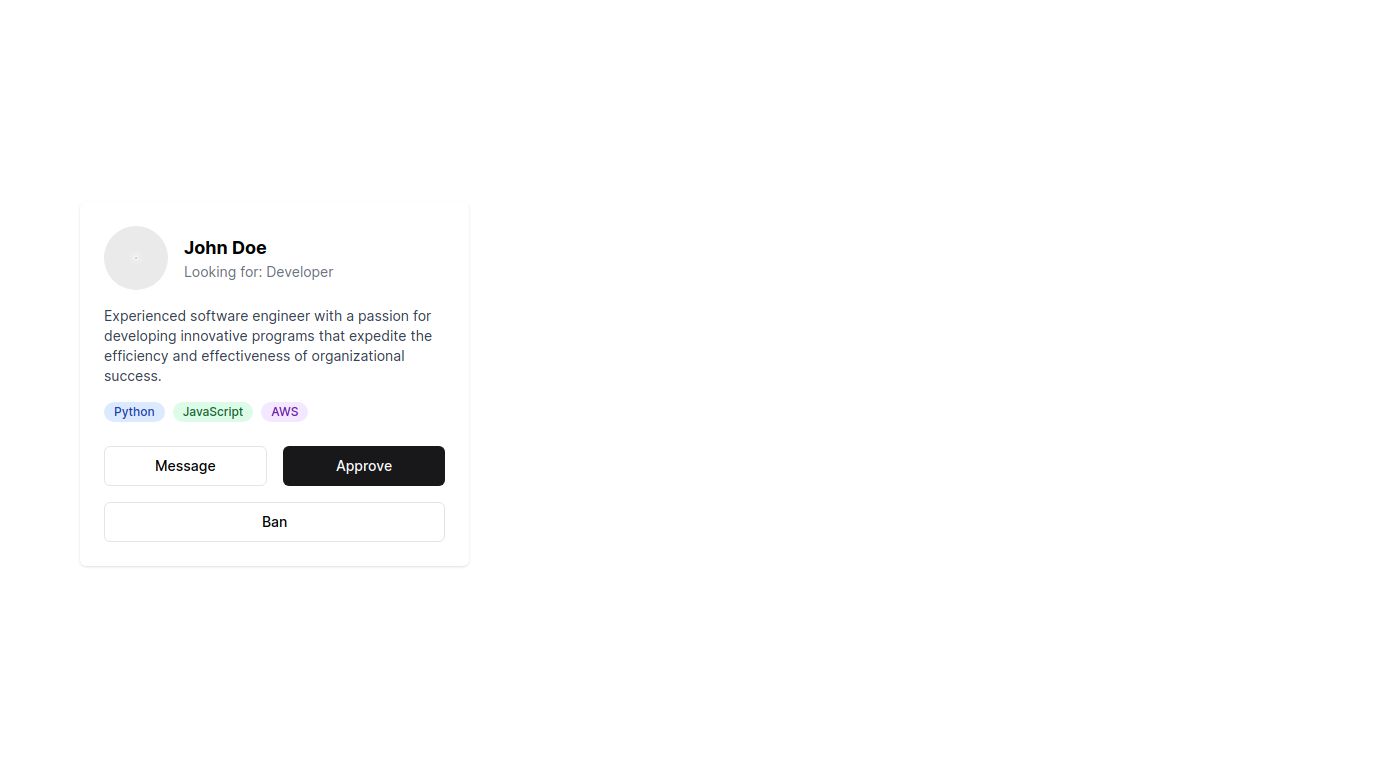 John Doe
Looking for: Developer
Experienced software engineer with a passion for
developing innovative programs that expedite the
efficiency and effectiveness of organizational
success.
Python JavaScript AWS
Message Approve
Ban